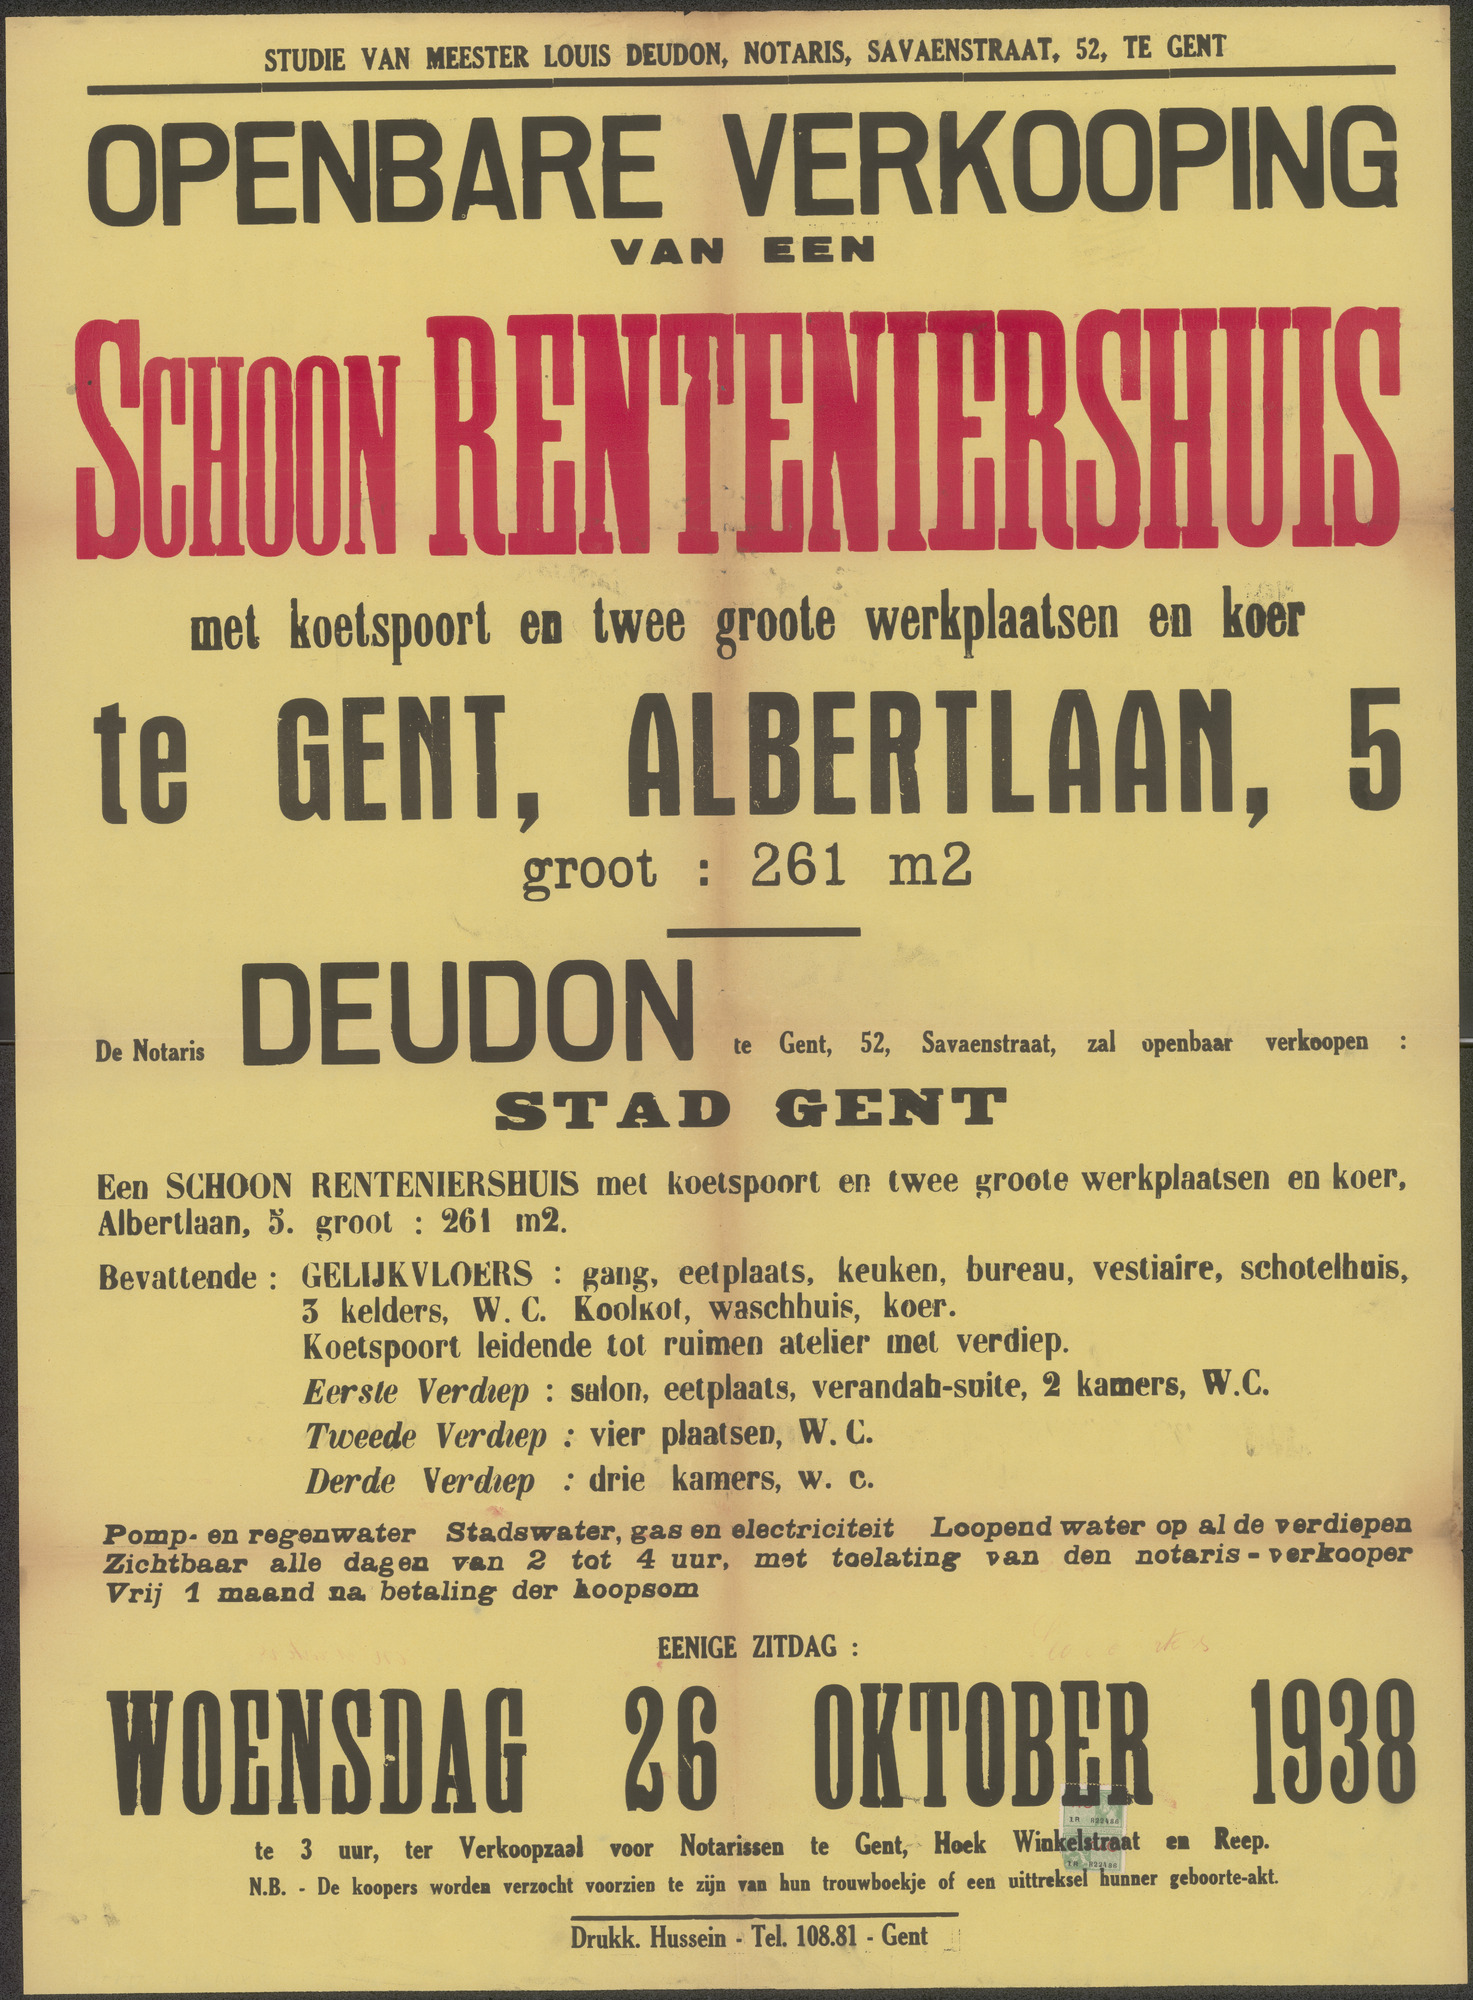 STUDIE VAN MEESTER LOUIS DEUDON, NOTARIS, SAVAENSTRAAT, 52, TE GENT
OPENBARE VERKOOPING
VAN EEN
SCHOON RENTENIERSHUIS
met koetspoort en twee groote werkplaatsen en koer
te GENT, ALBERTLAAN, 5
groot : 261 m2
De Notaris DEUDON te Gent, 52, Savaenstraat, zal openbaar verkoopen :
STAD GENT
Een SCHOON RENTENIERSHUIS met koetspoort en twee groote werkplaatsen en koer,
Albertlaan, 5. groot : 261 m2.
Bevattende : GELIJKVLOERS : gang, eetplaats, keuken, bureau, vestiaire, schotelhuis,
3 kelders, W. C. Koolkot, waschhuis, koer.
Koetspoort leidende tot ruimen atelier met verdiep.
Eerste Verdiep : salon, eetplaats, verandah-suite, 2 kamers, W.C.
Tweede Verdiep : vier plaatsen, W. C.
Derde Verdiep : drie kamers, w. c.
Pomp- en regenwater Stadswater, gas en electriciteit Loopend water op al de verdiepen
Zichtbaar alle dagen van 2 tot 4 uur, met toelating van den notaris-verkooper
Vrij 1 maand na betaling der koopsom
EENIGE ZITDAG :
WOENSDAG 26 OKTOBER 1938
te 3 uur, ter Verkoopzaal voor Notarissen te Gent, Hoek Winkelstraat en Reep.
N.B. - De koopers worden verzocht voorzien te zijn van hun trouwboekje of een uittreksel hunner geboorte-akt.
Drukk. Hussein - Tel. 108.81 - Gent